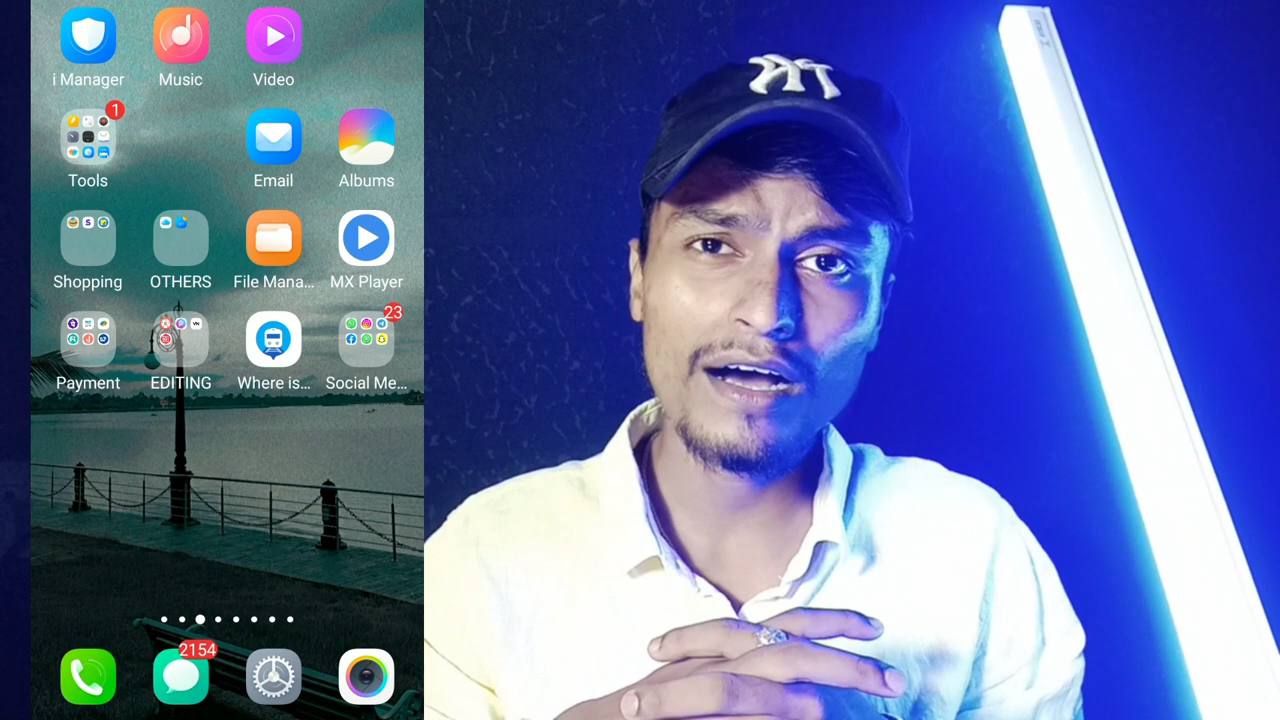 i Manager
Music
Video
1
Tools
Email
Albums
Shopping
OTHERS
File Mana...
MX Player
23
Payment
EDITING
Where is...
Social Me...
2154